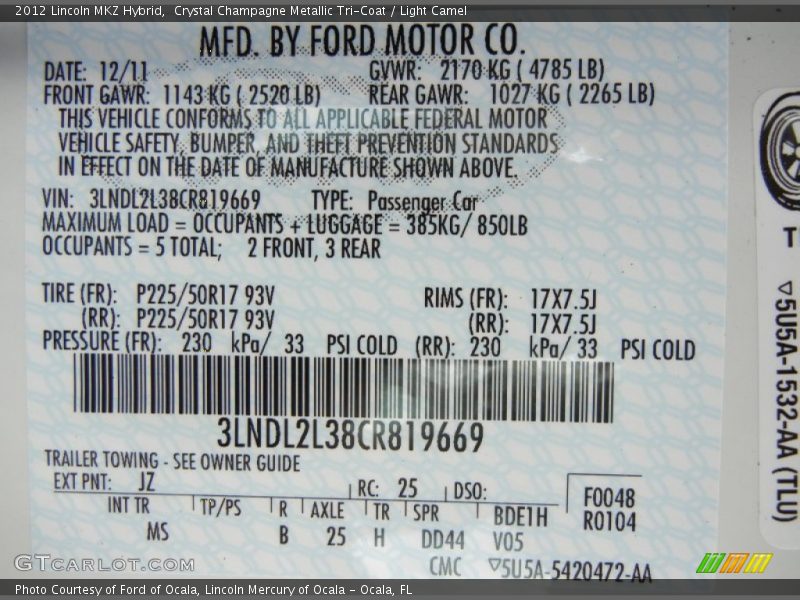 2012 Lincoln MKZ Hybrid,  Crystal Champagne Metallic Tri-Coat / Light Camel
MFD. BY FORD MOTOR CO.
DATE: 12/11 GVWR: 2170 KG ( 4785 LB)
FRONT GAWR: 1143 KG ( 2520 LB) REAR GAWR: 1027 KG ( 2265 LB)
THIS VEHICLE CONFORMS TO ALL APPLICABLE FEDERAL MOTOR
VEHICLE SAFETY, BUMPER, AND THEFT PREVENTION STANDARDS
IN EFFECT ON THE DATE OF MANUFACTURE SHOWN ABOVE.
VIN: 3LNDL2L38CR819669 TYPE: Passenger Car
MAXIMUM LOAD = OCCUPANTS + LUGGAGE = 385KG/ 850LB
OCCUPANTS = 5 TOTAL; 2 FRONT, 3 REAR
TIRE (FR): P225/50R17 93V RIMS (FR): 17X7.5J
(RR): P225/50R17 93V (RR): 17X7.5J
PRESSURE (FR): 230 kPa/ 33 PSI COLD (RR): 230 kPa/ 33 PSI COLD
3LNDL2L38CR819669
TRAILER TOWING - SEE OWNER GUIDE
EXT PNT: JZ RC: 25 DSO: F0048
INT TR TP/PS R AXLE TR SPR BDE1H R0104
MS B 25 H DD44 V05
CMC ▽5U5A-5420472-AA
▽5U5A-1532-AA (TLU)
GTCARLOT.COM
Photo Courtesy of Ford of Ocala, Lincoln Mercury of Ocala - Ocala, FL